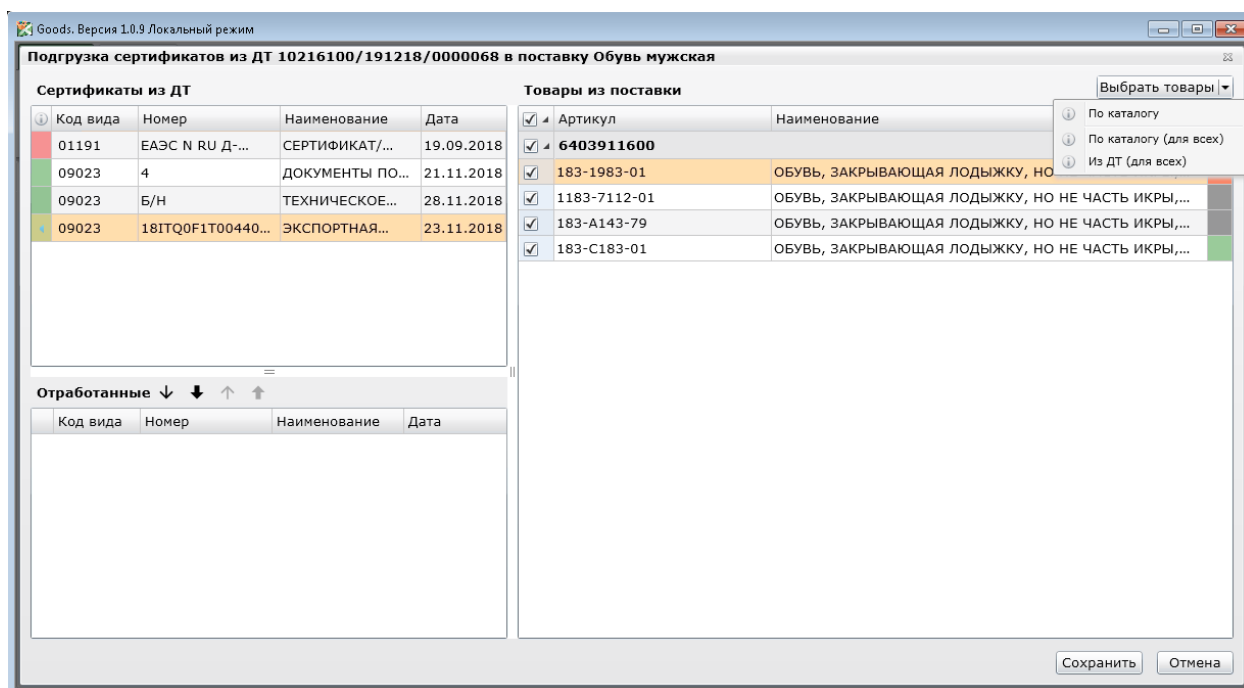 Goods. Версия 1.0.9 Локальный режим
Подгрузка сертификатов из ДТ 10216100/191218/0000068 в поставку Обувь мужская
Сертификаты из ДТ
Код вида Номер Наименование Дата
01191 ЕАЭС N RU Д-... СЕРТИФИКАТ/... 19.09.2018
09023 4 ДОКУМЕНТЫ ПО... 21.11.2018
09023 Б/Н ТЕХНИЧЕСКОЕ... 28.11.2018
09023 18ITQ0F1T00440... ЭКСПОРТНАЯ... 23.11.2018
Отработанные
Код вида Номер Наименование Дата
Товары из поставки
Выбрать товары
По каталогу
По каталогу (для всех)
Из ДТ (для всех)
Артикул Наименование
6403911600
183-1983-01 ОБУВЬ, ЗАКРЫВАЮЩАЯ ЛОДЫЖКУ, НО
1183-7112-01 ОБУВЬ, ЗАКРЫВАЮЩАЯ ЛОДЫЖКУ, НО НЕ ЧАСТЬ ИКРЫ,...
183-A143-79 ОБУВЬ, ЗАКРЫВАЮЩАЯ ЛОДЫЖКУ, НО НЕ ЧАСТЬ ИКРЫ,...
183-C183-01 ОБУВЬ, ЗАКРЫВАЮЩАЯ ЛОДЫЖКУ, НО НЕ ЧАСТЬ ИКРЫ,...
Сохранить Отмена